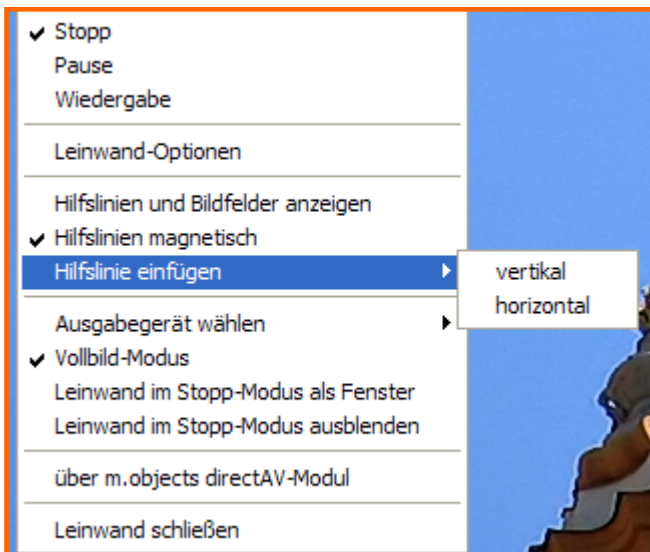 Stopp
Pause
Wiedergabe
Leinwand-Optionen
Hilfslinien und Bildfelder anzeigen
Hilfslinien magnetisch
Hilfslinie einfügen
vertikal
horizontal
Ausgabegerät wählen
Vollbild-Modus
Leinwand im Stopp-Modus als Fenster
Leinwand im Stopp-Modus ausblenden
über m.objects directAV-Modul
Leinwand schließen